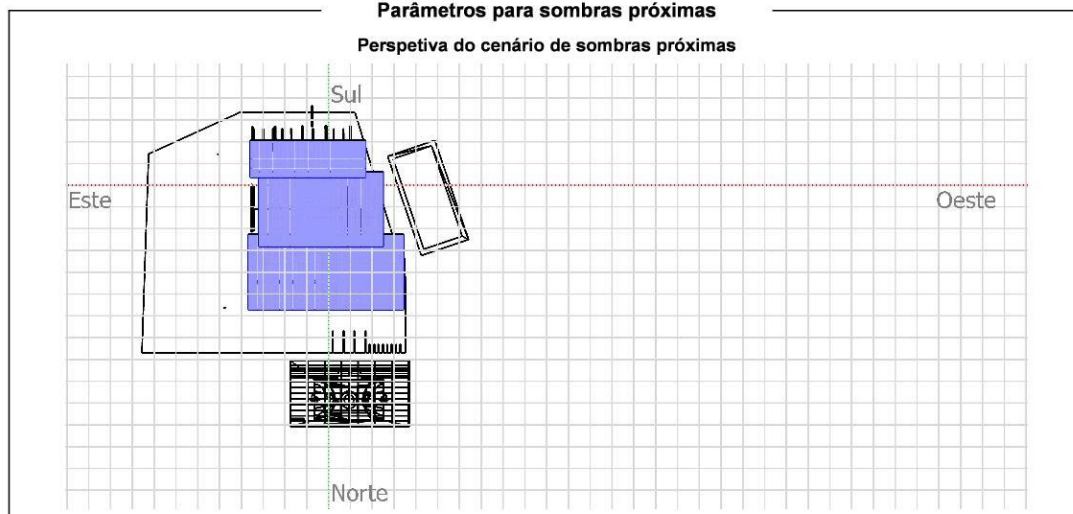 Parâmetros para sombras próximas
Perspetiva do cenário de sombras próximas
Sul
Este
Oeste
Norte